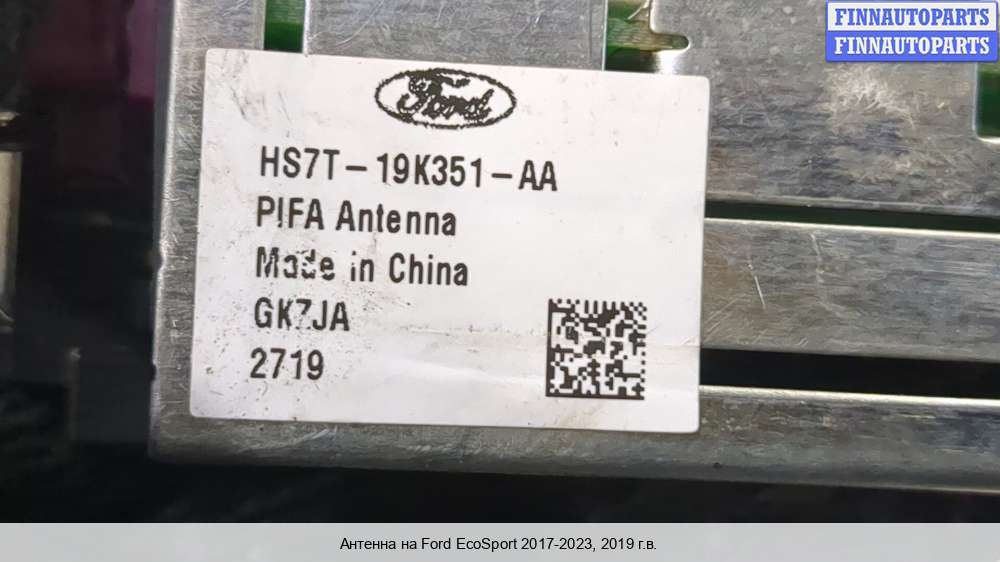 FINNAUTOPARTS
FINNAUTOPARTS
Ford
HS7T-19K351-AA
PIFA Antenna
Made in China
GK7JA
2719
Антенна на Ford EcoSport 2017-2023, 2019 г.в.